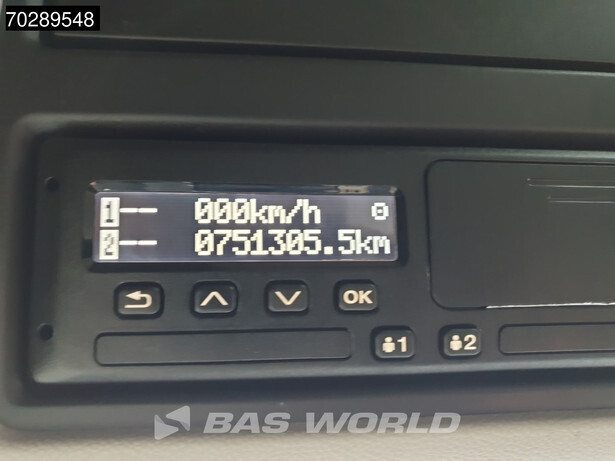 70289548
1-- 000km/h
2-- 0751305.5km
OK
1 2
BAS WORLD